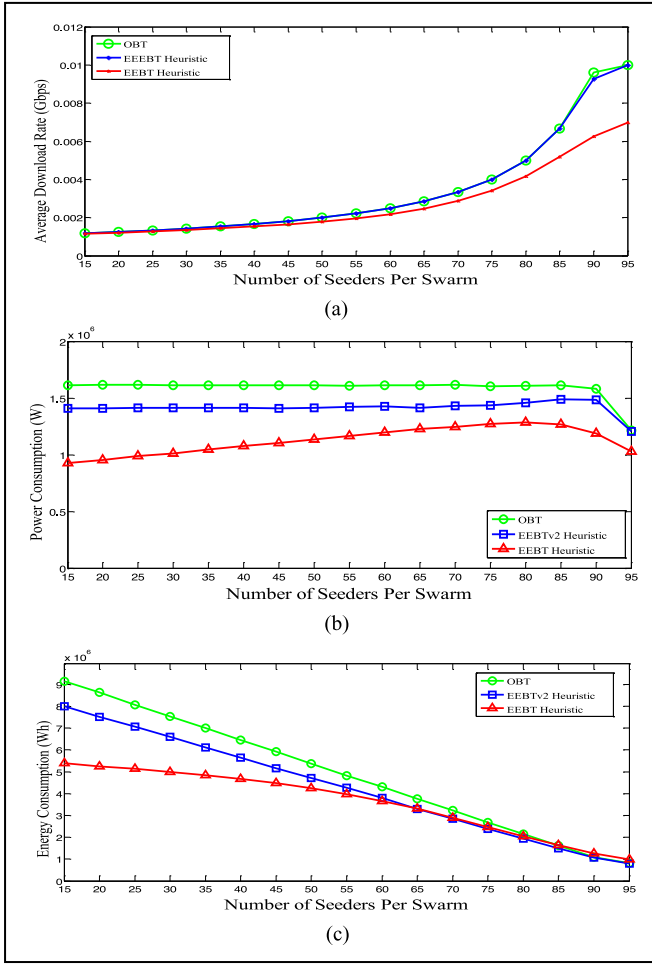 0.012
0.01
0.008
0.006
0.004
0.002
0
Average Download Rate (Gbps)
OBT
EEEBT Heuristic
EEBT Heuristic
15 20 25 30 35 40 45 50 55 60 65 70 75 80 85 90 95
Number of Seeders Per Swarm
(a)
x 10^6
2
1.5
1
0.5
0
Power Consumption (W)
OBT
EEBTv2 Heuristic
EEBT Heuristic
15 20 25 30 35 40 45 50 55 60 65 70 75 80 85 90 95
Number of Seeders Per Swarm
(b)
x 10^6
9
8
7
6
5
4
3
2
1
0
Energy Consumption (Wh)
OBT
EEBTv2 Heuristic
EEBT Heuristic
15 20 25 30 35 40 45 50 55 60 65 70 75 80 85 90 95
Number of Seeders Per Swarm
(c)